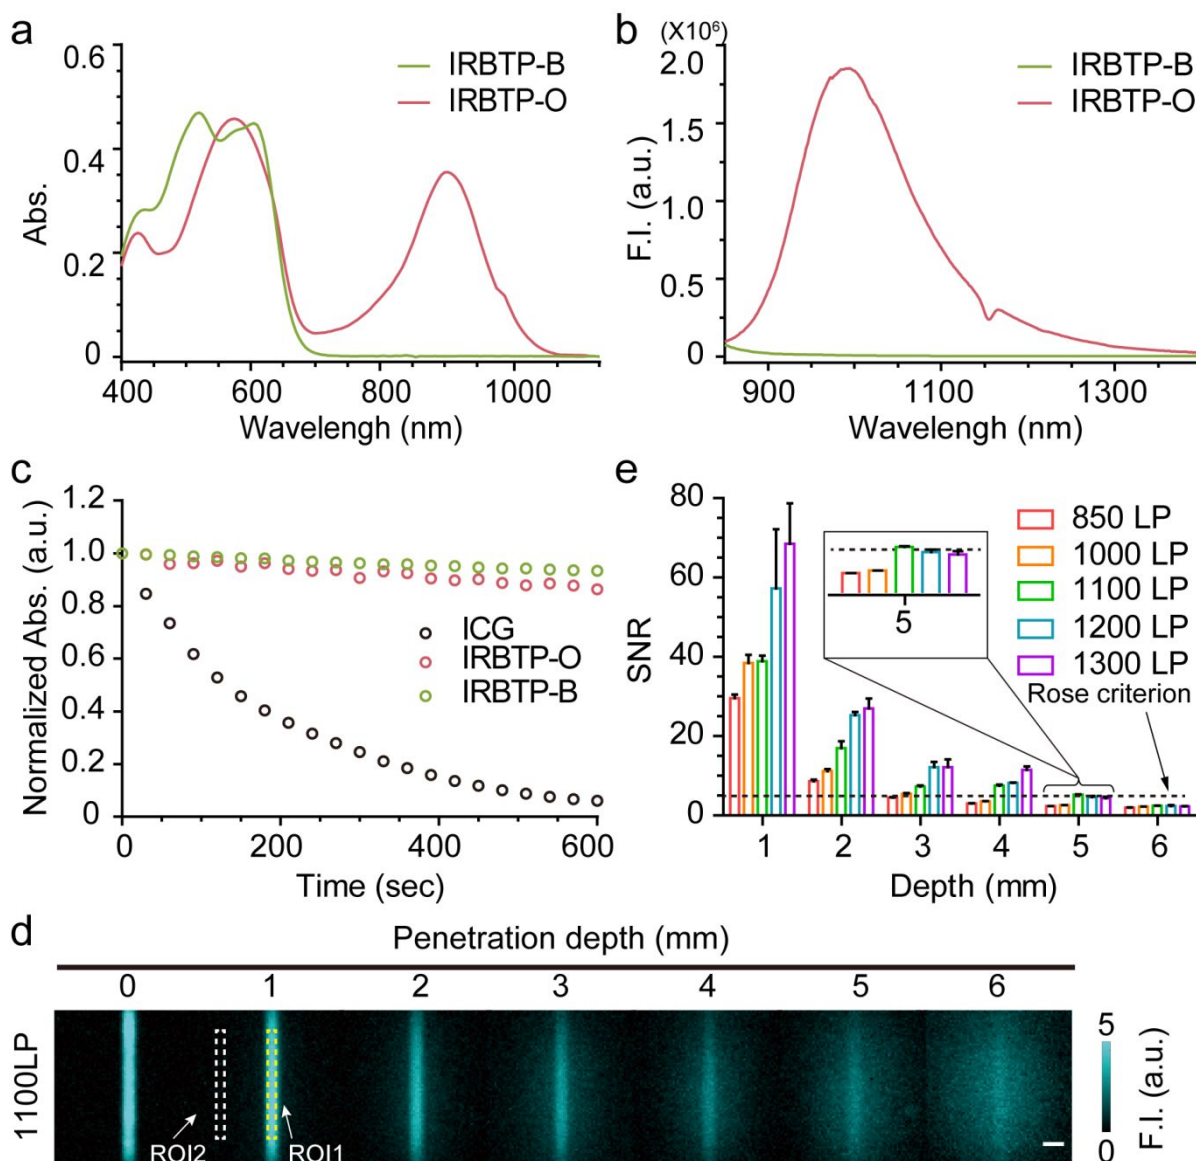 a
0.6
0.4
0.2
0
Abs.
400
600
800
1000
Wavelengh (nm)
IRBTP-B
IRBTP-O
b
(X10⁶)
2.0
1.5
1.0
0.5
0
F.I. (a.u.)
900
1100
1300
Wavelengh (nm)
IRBTP-B
IRBTP-O
c
1.2
1.0
0.8
0.6
0.4
0.2
0
Normalized Abs. (a.u.)
0
200
400
600
Time (sec)
ICG
IRBTP-O
IRBTP-B
e
80
60
40
20
0
SNR
5
850 LP
1000 LP
1100 LP
1200 LP
1300 LP
Rose criterion
1
2
3
4
5
6
Depth (mm)
d
Penetration depth (mm)
0
1
2
3
4
5
6
1100LP
ROI2
ROI1
5
0
F.I. (a.u.)